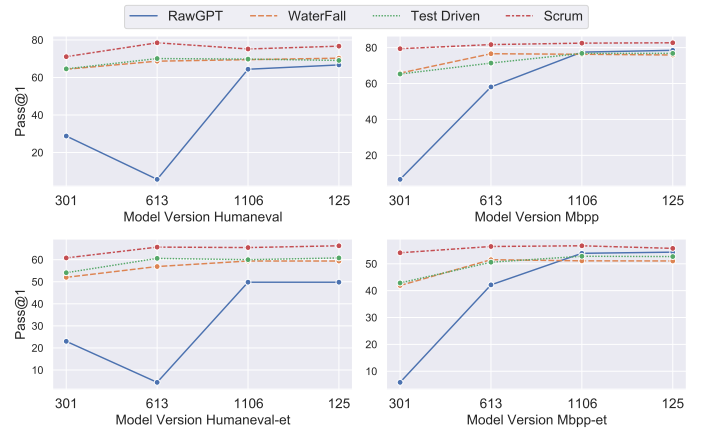 RawGPT WaterFall Test Driven Scrum
80
60
40
20
Pass@1
301 613 1106 125
Model Version Humaneval
80
60
40
20
301 613 1106 125
Model Version Mbpp
60
50
40
30
20
10
Pass@1
301 613 1106 125
Model Version Humaneval-et
50
40
30
20
10
301 613 1106 125
Model Version Mbpp-et